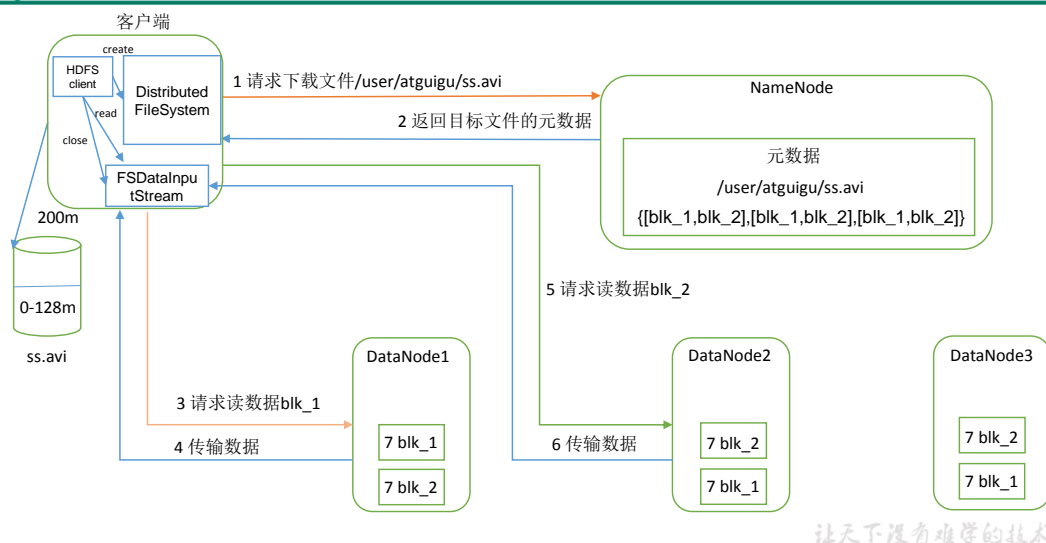 客户端
create
HDFS
client
Distributed
FileSystem
read
close
FSDataInpu
tStream
1 请求下载文件/user/atguigu/ss.avi
2 返回目标文件的元数据
NameNode
元数据
/user/atguigu/ss.avi
{[blk_1,blk_2],[blk_1,blk_2],[blk_1,blk_2]}
200m
0-128m
ss.avi
5 请求读数据blk_2
3 请求读数据blk_1
4 传输数据
6 传输数据
DataNode1
7 blk_1
7 blk_2
DataNode2
7 blk_2
7 blk_1
DataNode3
7 blk_2
7 blk_1
让天下没有难学的技术